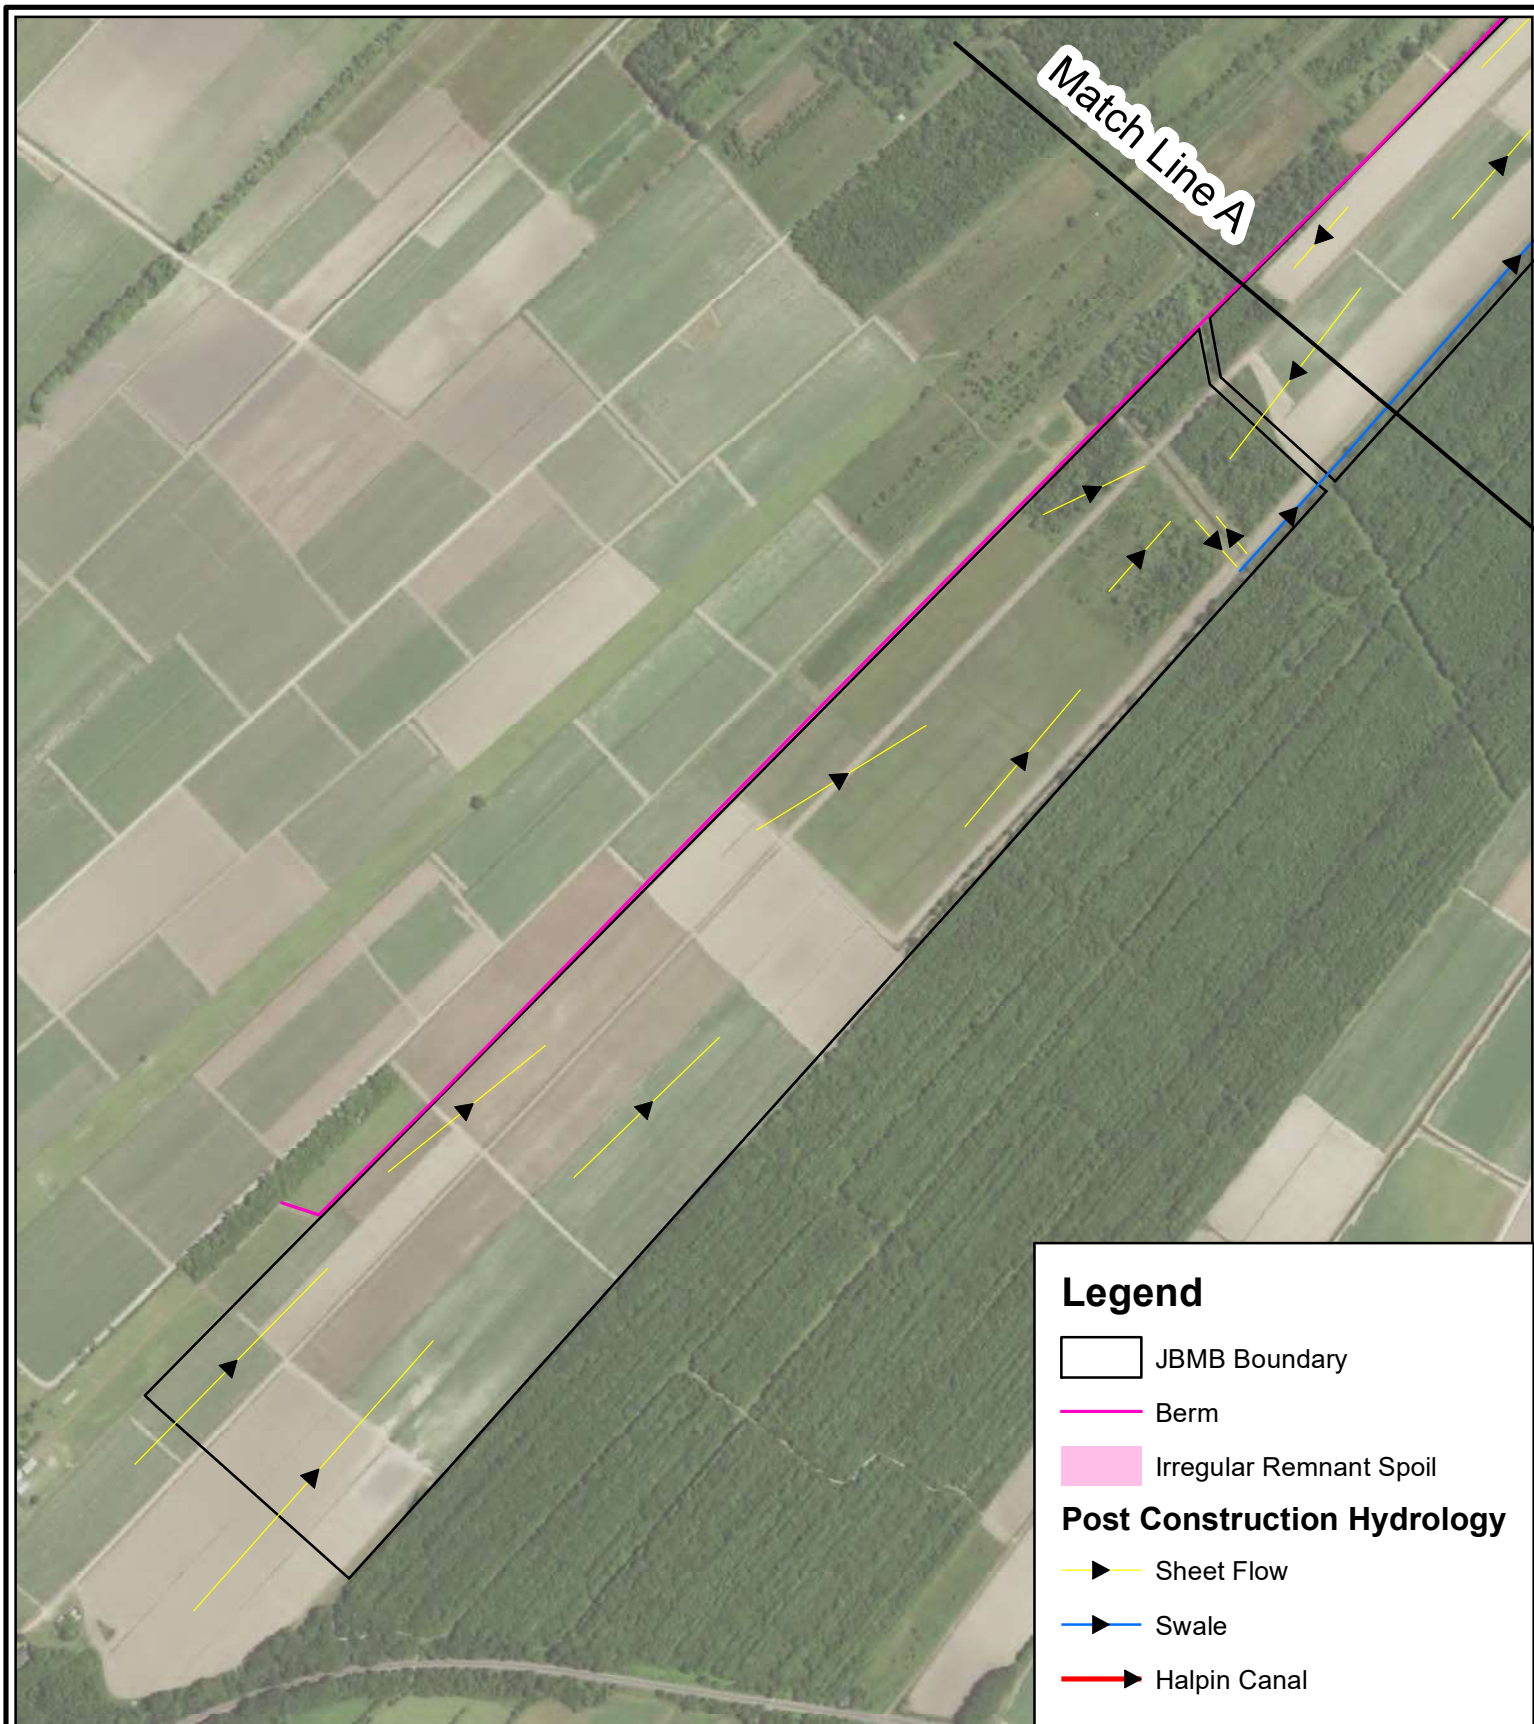 Match Line A
Legend
JBMB Boundary
Berm
Irregular Remnant Spoil
Post Construction Hydrology
Sheet Flow
Swale
Halpin Canal